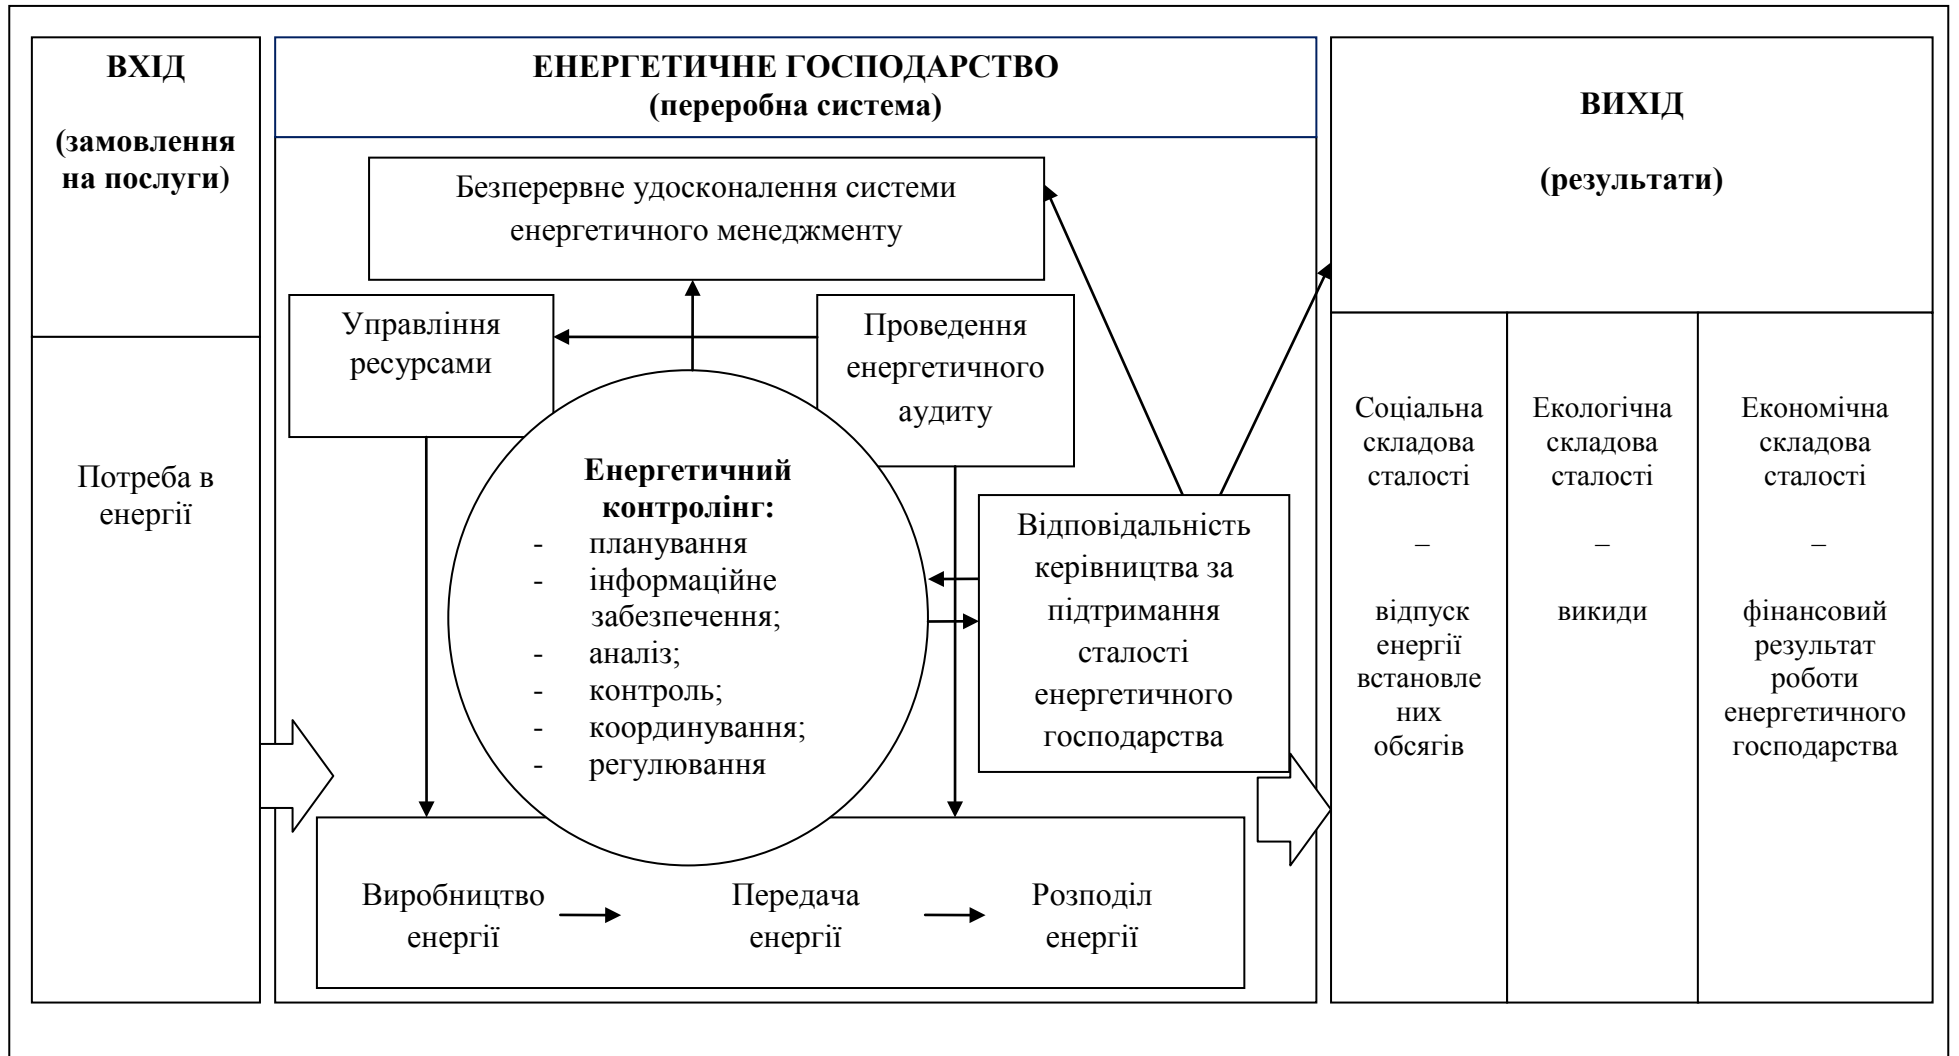 ВХІД
(замовлення
на послуги)
Потреба в
енергії
ЕНЕРГЕТИЧНЕ ГОСПОДАРСТВО
(переробна система)
Безперервне удосконалення системи
енергетичного менеджменту
Управління
ресурсами
Проведення
енергетичного
аудиту
Енергетичний
контролінг:
- планування
- інформаційне
забезпечення;
- аналіз;
- контроль;
- координування;
- регулювання
Відповідальність
керівництва за
підтримання
сталості
енергетичного
господарства
Виробництво
енергії
Передача
енергії
Розподіл
енергії
ВИХІД
(результати)
Соціальна
складова
сталості
–
відпуск
енергії
встановле
них
обсягів
Екологічна
складова
сталості
–
викиди
Економічна
складова
сталості
–
фінансовий
результат
роботи
енергетичного
господарства